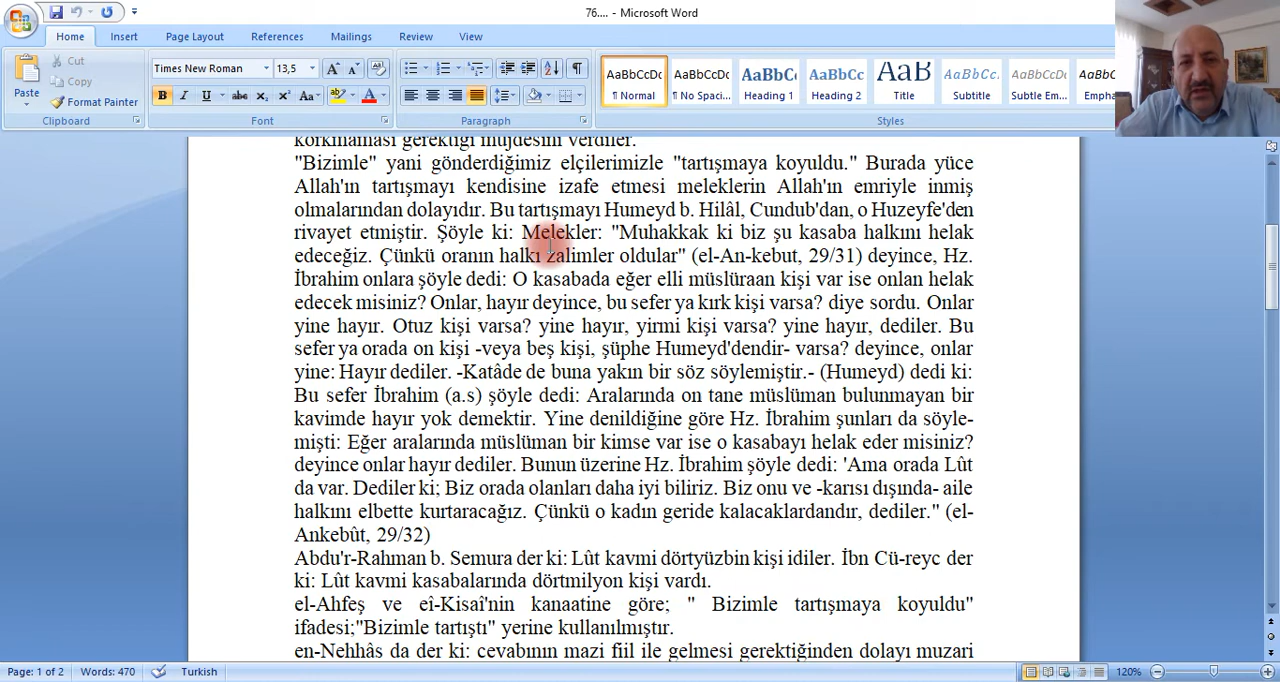 76.... - Microsoft Word
Home Insert Page Layout References Mailings Review View
Paste
Cut
Copy
Format Painter
Clipboard
Times New Roman 13,5
B I U abc x₂ x² Aa
Font
Paragraph
AaBbCcDc AaBbCcDc AaBbCc AaBbCc AaB AaBbCc. AaBbCcDc AaBbCc
¶ Normal ¶ No Spaci... Heading 1 Heading 2 Title Subtitle Subtle Em... Empha
Styles
korkmaması gerektiği müjdesini verdiler.
"Bizimle" yani gönderdiğimiz elçilerimizle "tartışmaya koyuldu." Burada yüce
Allah'ın tartışmayı kendisine izafe etmesi meleklerin Allah'ın emriyle inmiş
olmalarından dolayıdır. Bu tartışmayı Humeyd b. Hilâl, Cundub'dan, o Huzeyfe'den
rivayet etmiştir. Şöyle ki: Melekler: "Muhakkak ki biz şu kasaba halkını helak
edeceğiz. Çünkü oranın halkı zalimler oldular" (el-An-kebut, 29/31) deyince, Hz.
İbrahim onlara şöyle dedi: O kasabada eğer elli müslüraan kişi var ise onlan helak
edecek misiniz? Onlar, hayır deyince, bu sefer ya kırk kişi varsa? diye sordu. Onlar
yine hayır. Otuz kişi varsa? yine hayır, yirmi kişi varsa? yine hayır, dediler. Bu
sefer ya orada on kişi -veya beş kişi, şüphe Humeyd'dendir- varsa? deyince, onlar
yine: Hayır dediler. -Katâde de buna yakın bir söz söylemiştir.- (Humeyd) dedi ki:
Bu sefer İbrahim (a.s) şöyle dedi: Aralarında on tane müslüman bulunmayan bir
kavimde hayır yok demektir. Yine denildiğine göre Hz. İbrahim şunları da söyle-
mişti: Eğer aralarında müslüman bir kimse var ise o kasabayı helak eder misiniz?
deyince onlar hayır dediler. Bunun üzerine Hz. İbrahim şöyle dedi: 'Ama orada Lût
da var. Dediler ki; Biz orada olanları daha iyi biliriz. Biz onu ve -karısı dışında- aile
halkını elbette kurtaracağız. Çünkü o kadın geride kalacaklardandır, dediler." (el-
Ankebût, 29/32)
Abdu'r-Rahman b. Semura der ki: Lût kavmi dörtyüzbin kişi idiler. İbn Cü-reyc der
ki: Lût kavmi kasabalarında dörtmilyon kişi vardı.
el-Ahfeş ve eî-Kisaî'nin kanaatine göre; " Bizimle tartışmaya koyuldu"
ifadesi;"Bizimle tartıştı" yerine kullanılmıştır.
en-Nehhâs da der ki: cevabının mazi fiil ile gelmesi gerektiğinden dolayı muzari
Page: 1 of 2 Words: 470 Turkish 120%